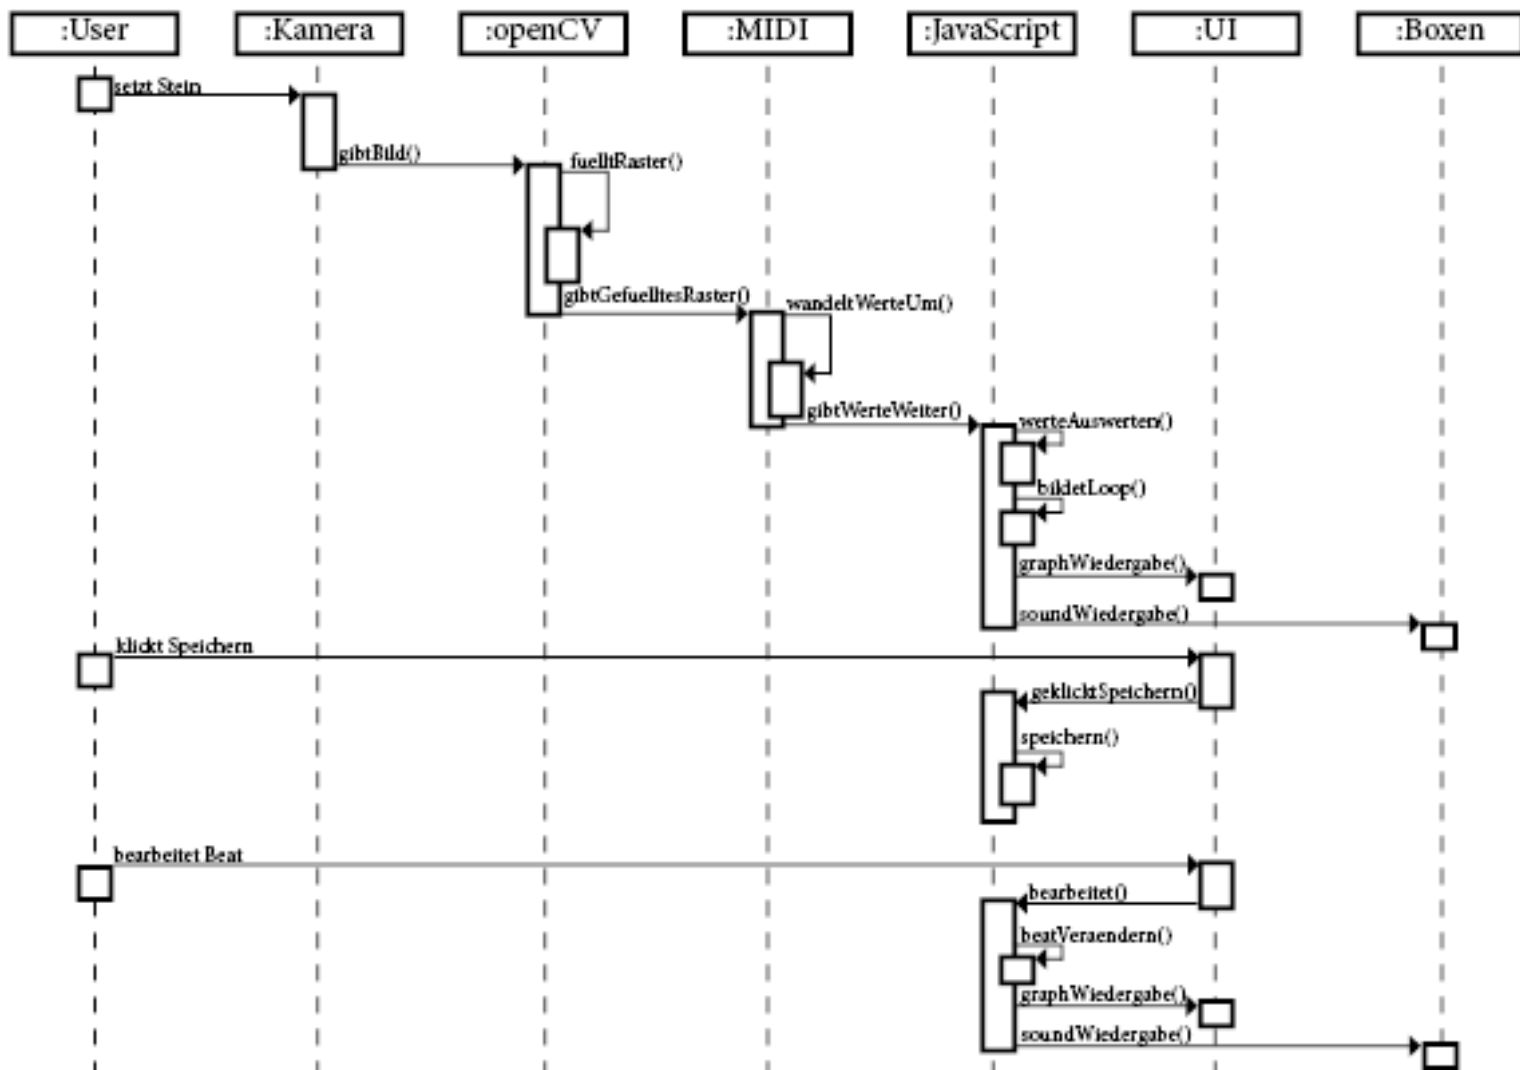 :User
:Kamera
:openCV
:MIDI
:JavaScript
:UI
:Boxen
setzt Stein
gibtBild()
fuelltRaster()
gibtGefuelltesRaster()
wandeltWerteUm()
gibtWerteWeiter()
werteAuswerten()
bildetLoop()
graphWiedergabe()
soundWiedergabe()
klickt Speichern
geklicktSpeichern()
speichern()
bearbeitet Beat
bearbeitet()
beatVeraendern()
graphWiedergabe()
soundWiedergabe()